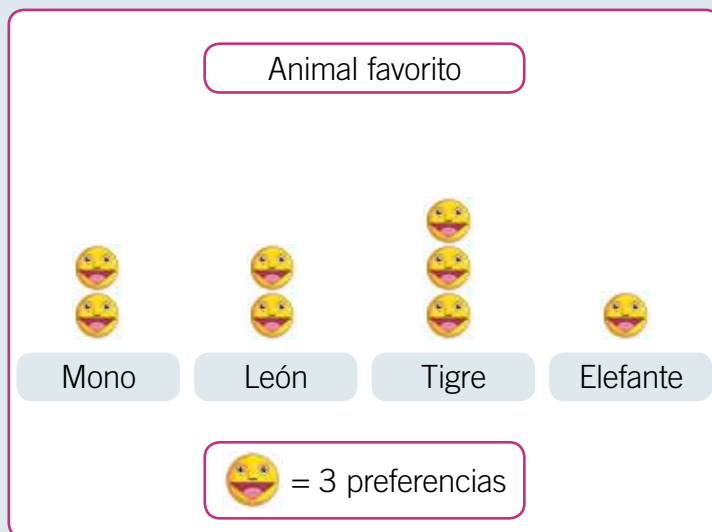 Animal favorito
Mono León Tigre Elefante
= 3 preferencias